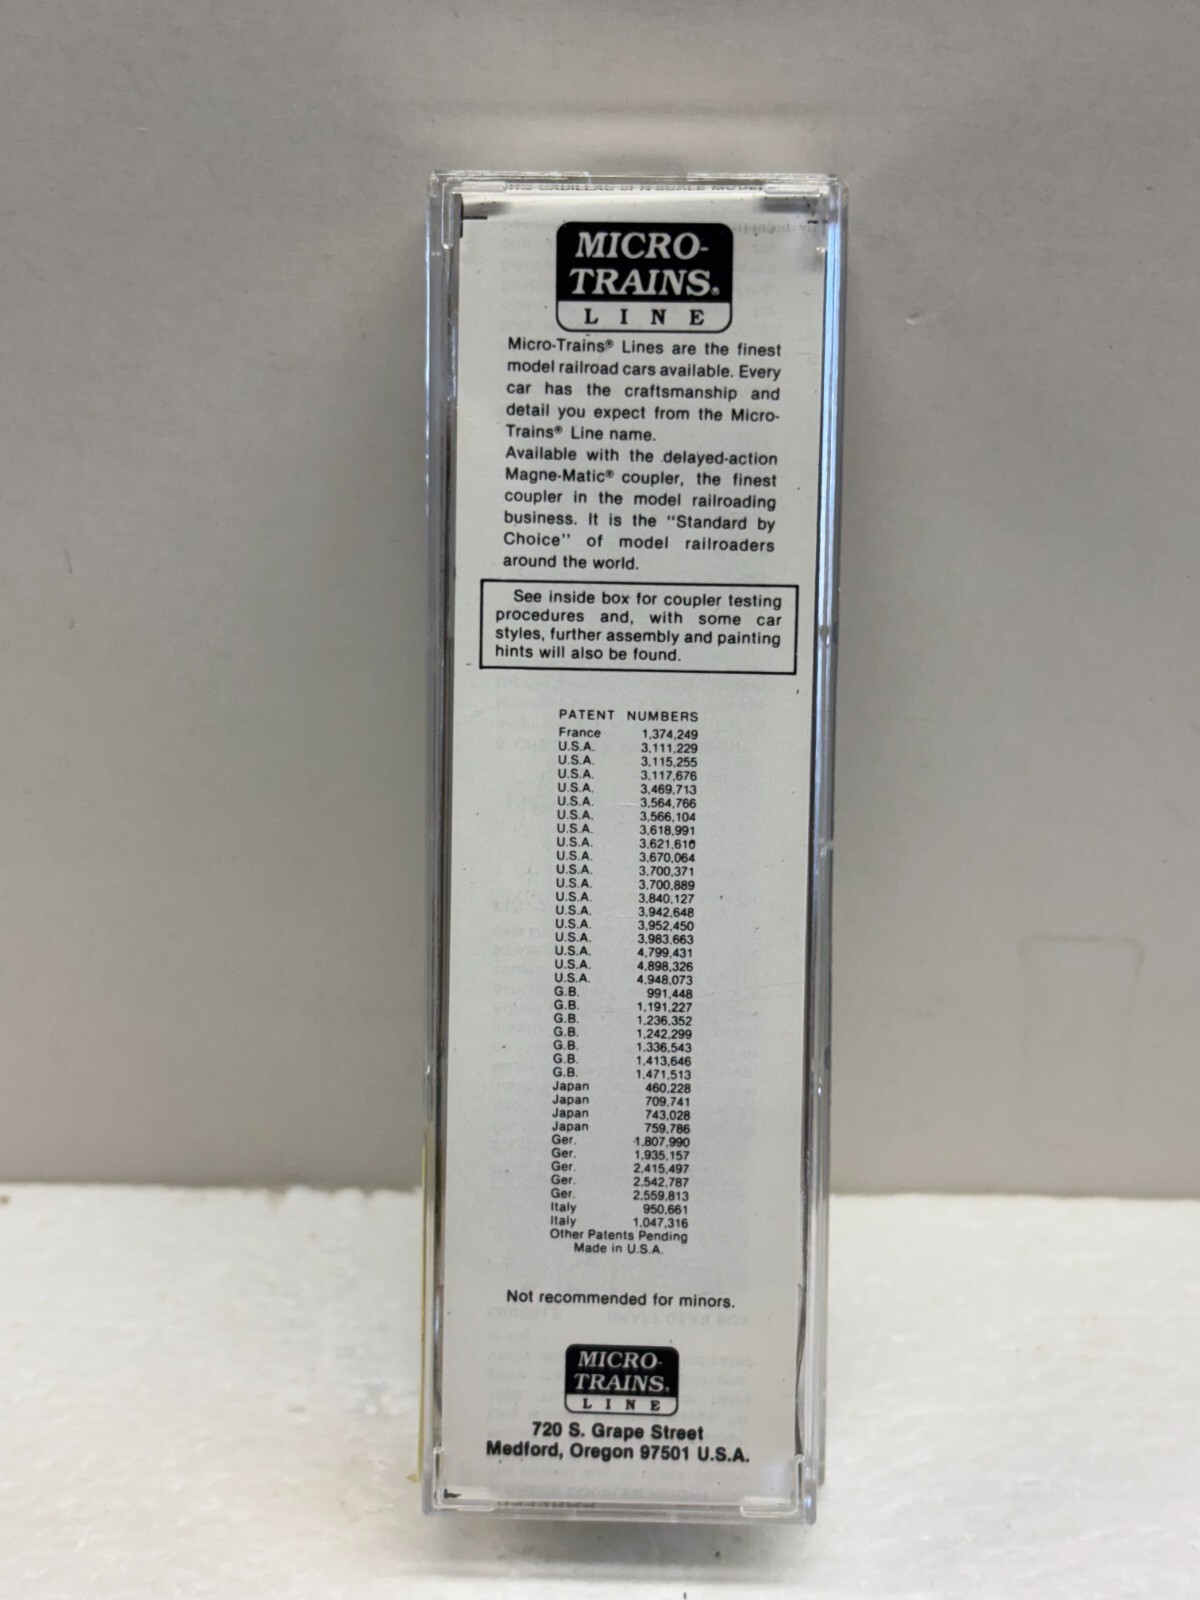 MICRO-
TRAINS®
LINE
Micro-Trains® Lines are the finest
model railroad cars available. Every
car has the craftsmanship and
detail you expect from the Micro-
Trains® Line name.
Available with the delayed-action
Magne-Matic® coupler, the finest
coupler in the model railroading
business. It is the "Standard by
Choice" of model railroaders
around the world.
See inside box for coupler testing
procedures and, with some car
styles, further assembly and painting
hints will also be found.
PATENT NUMBERS
France 1,374,249
U.S.A. 3,111,229
U.S.A. 3,115,255
U.S.A. 3,117,676
U.S.A. 3,469,713
U.S.A. 3,564,766
U.S.A. 3,566,104
U.S.A. 3,618,991
U.S.A. 3,621,610
U.S.A. 3,670,064
U.S.A. 3,700,371
U.S.A. 3,700,889
U.S.A. 3,840,127
U.S.A. 3,942,648
U.S.A. 3,952,450
U.S.A. 3,983,663
U.S.A. 4,799,431
U.S.A. 4,898,326
U.S.A. 4,948,073
G.B. 991,448
G.B. 1,191,227
G.B. 1,236,352
G.B. 1,242,299
G.B. 1,336,543
G.B. 1,413,646
G.B. 1,471,513
Japan 460,228
Japan 709,741
Japan 743,028
Japan 759,786
Ger. 1,807,990
Ger. 1,935,157
Ger. 2,415,497
Ger. 2,542,787
Ger. 2,559,813
Italy 950,661
Italy 1,047,316
Other Patents Pending
Made in U.S.A.
Not recommended for minors.
MICRO-
TRAINS®
LINE
720 S. Grape Street
Medford, Oregon 97501 U.S.A.